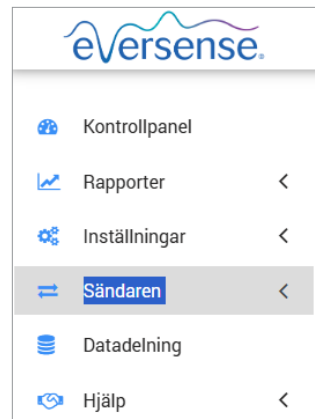 eversense.
Kontrollpanel
Rapporter
Inställningar
Sändaren
Datadelning
Hjälp